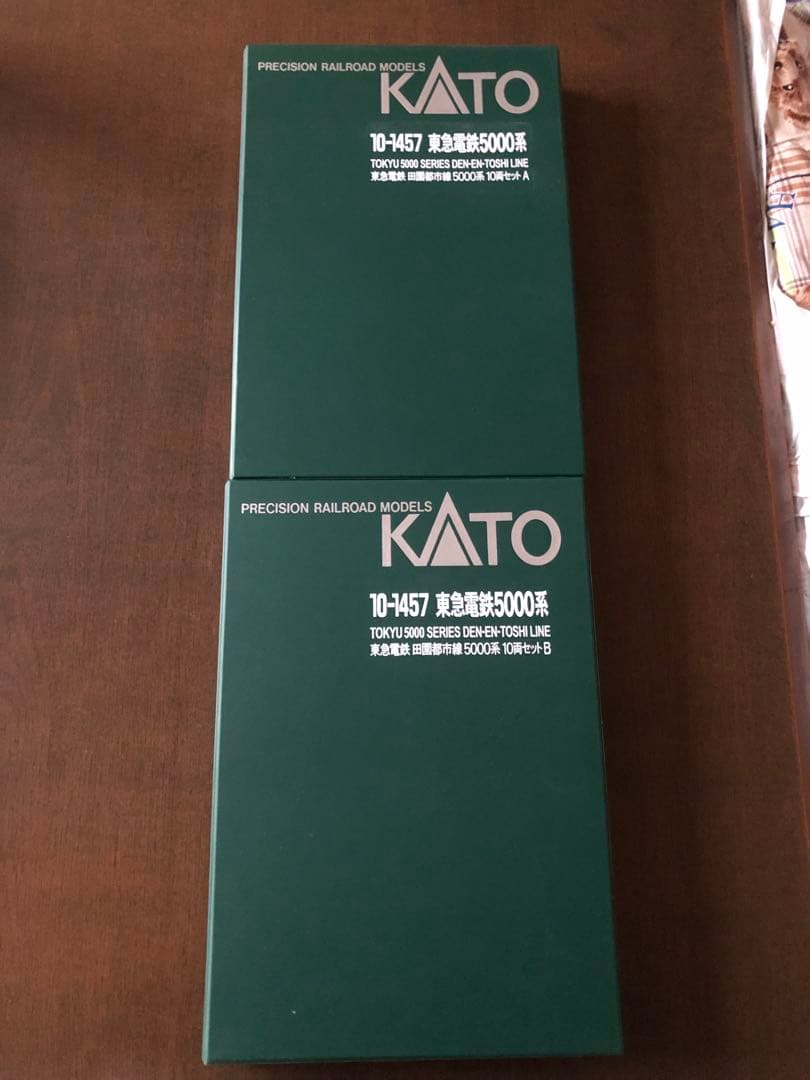 PRECISION RAILROAD MODELS
KATO
10-1457 東急電鉄5000系
TOKYU 5000 SERIES DEN-EN-TOSHI LINE
東急電鉄 田園都市線 5000系 10両セット A
PRECISION RAILROAD MODELS
KATO
10-1457 東急電鉄5000系
TOKYU 5000 SERIES DEN-EN-TOSHI LINE
東急電鉄 田園都市線 5000系 10両セット B